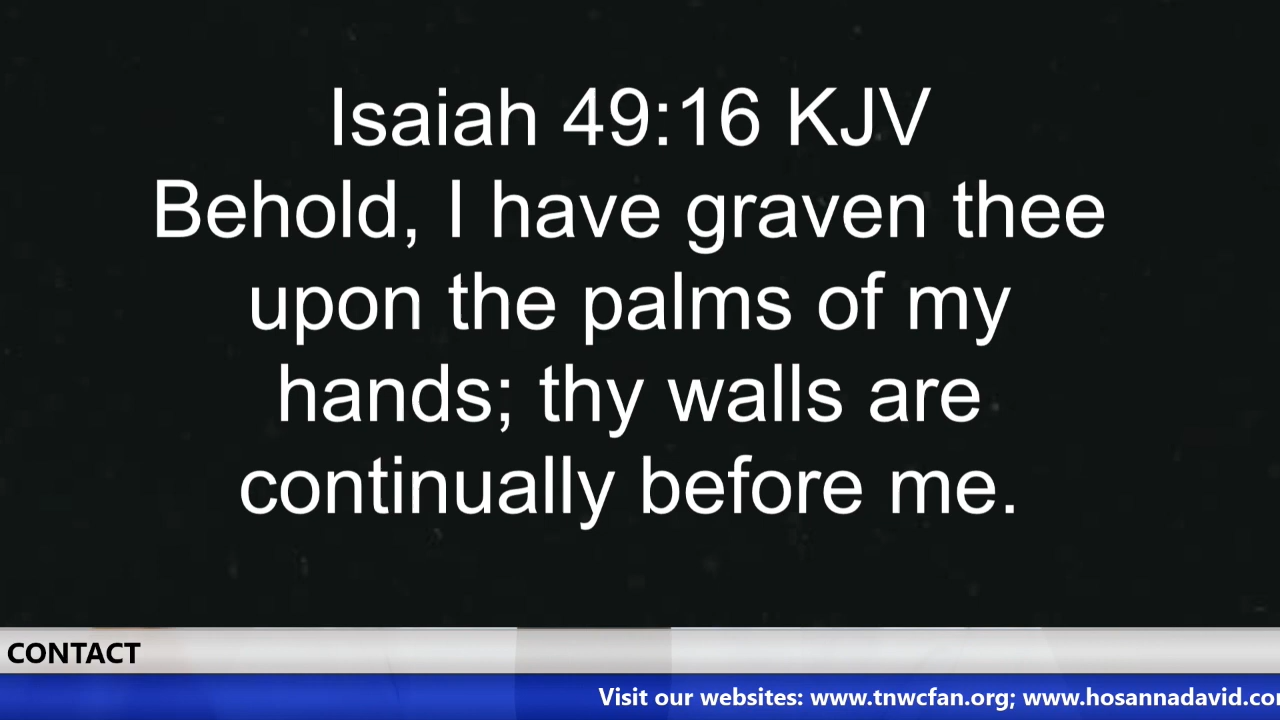 Isaiah 49:16 KJV
Behold, I have graven thee
upon the palms of my
hands; thy walls are
continually before me.
CONTACT
Visit our websites: www.tnwcfan.org; www.hosannadavid.co